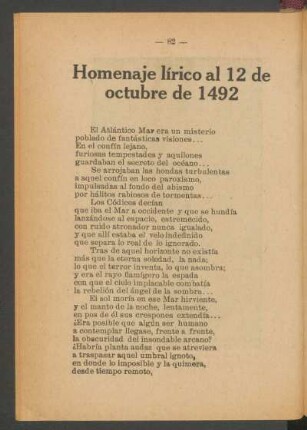 — 82 —
Homenaje lírico al 12 de
octubre de 1492
El Atlántico Mar era un misterio
poblado de fantásticas visiones...
En el confín lejano,
furiosas tempestades y aquilones
guardaban el secreto del océano...
Se arrojaban las hondas turbulentas
a aquel confín en loco paroxismo,
impulsadas al fondo del abismo
por hálitos rabiosos de tormentas...
Los Códices decían
que iba el Mar a occidente y que se hundía
lanzándose al espacio, estremecido,
con ruido atronador nunca igualado,
y que allí estaba el velo indefinido
que separa lo real de lo ignorado.
Tras de aquel horizonte no existía
más que la eterna soledad, la nada;
lo que el terror inventa, lo que asombra;
y era el rayo flamígero la espada
con que el cielo implacable combatía
la rebelión del ángel de la sombra...
El sol moría en ese Mar hirviente,
y el manto de la noche, lentamente,
en pos de él sus crespones extendía...
¿Era posible que algún ser humano
a contemplar llegase, frente a frente,
la obscuridad del insondable arcano?
¿Habría planta audaz que se atreviera
a traspasar aquel umbral ignoto,
en donde lo imposible y la quimera,
desde tiempo remoto,